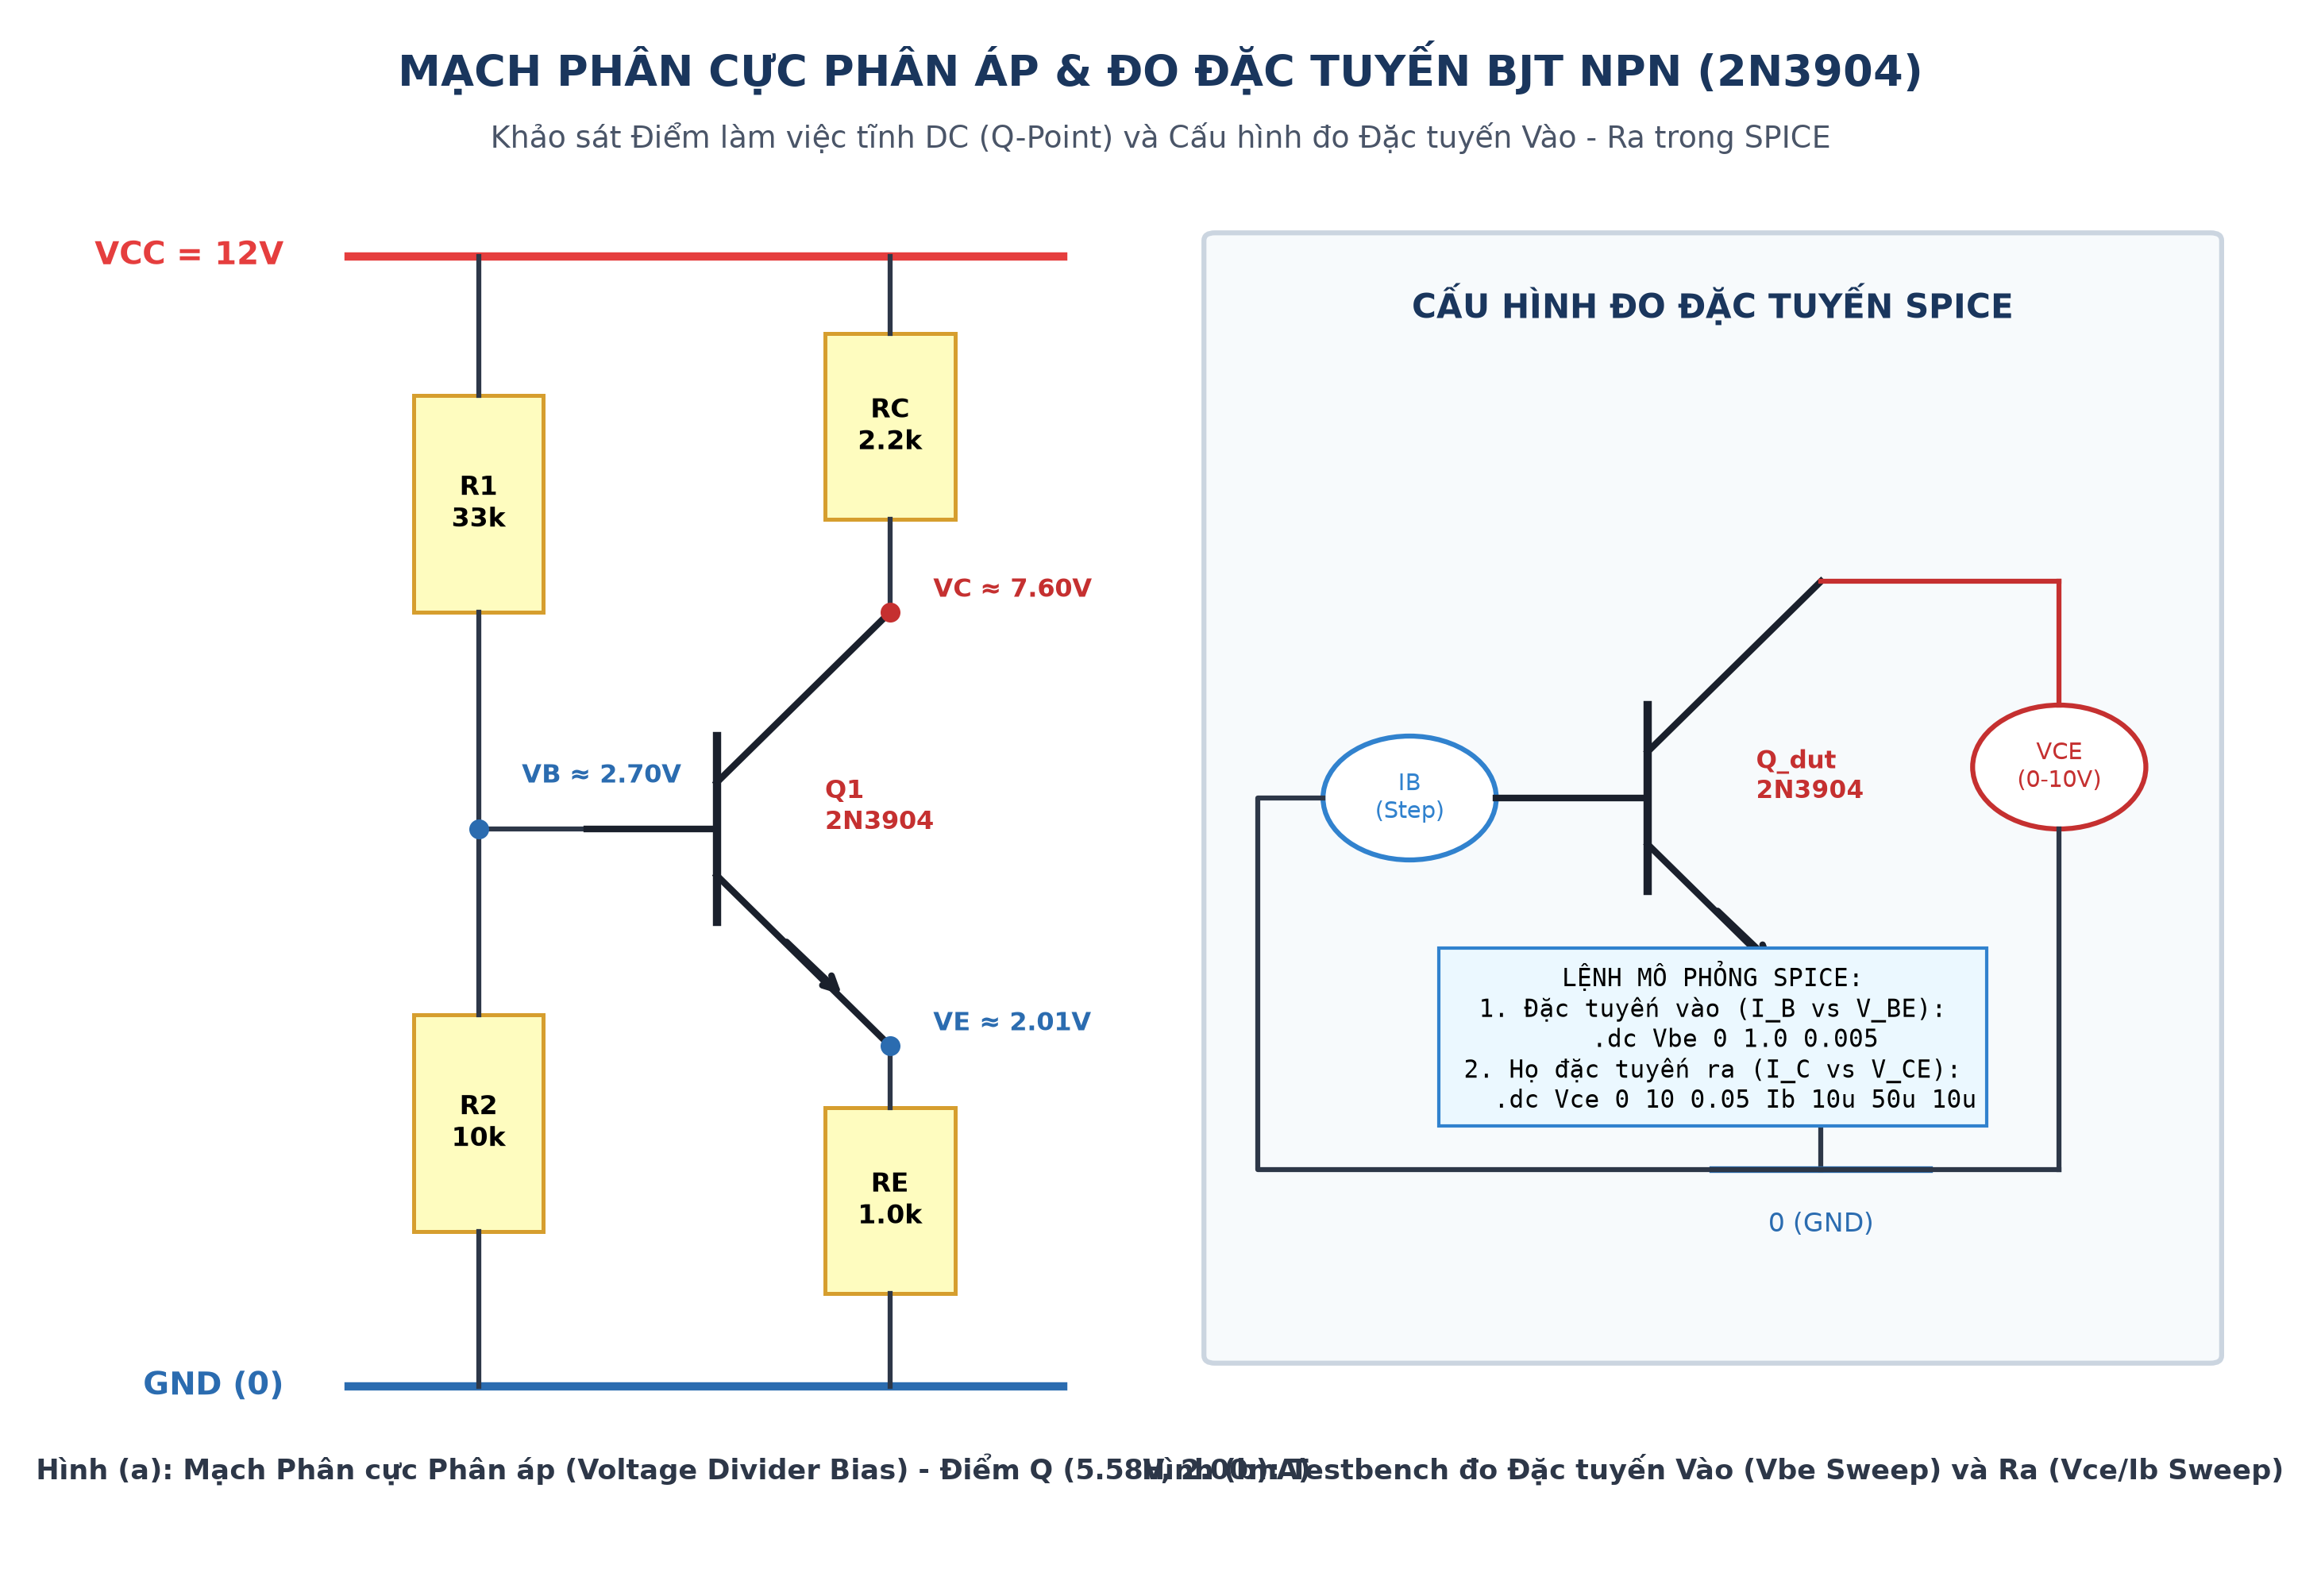 MẠCH PHÂN CỰC PHÂN ÁP & ĐO ĐẶC TUYẾN BJT NPN (2N3904)
Khảo sát Điểm làm việc tĩnh DC (Q-Point) và Cấu hình đo Đặc tuyến Vào - Ra trong SPICE
VCC = 12V
R1
33k
RC
2.2k
VC ≈ 7.60V
VB ≈ 2.70V
Q1
2N3904
VE ≈ 2.01V
R2
10k
RE
1.0k
GND (0)
CẤU HÌNH ĐO ĐẶC TUYẾN SPICE
IB
(Step)
Q_dut
2N3904
VCE
(0-10V)
LỆNH MÔ PHỎNG SPICE:
1. Đặc tuyến vào (I_B vs V_BE):
.dc Vbe 0 1.0 0.005
2. Họ đặc tuyến ra (I_C vs V_CE):
.dc Vce 0 10 0.05 Ib 10u 50u 10u
0 (GND)
Hình (a): Mạch Phân cực Phân áp (Voltage Divider Bias) - Điểm Q (5.58V, 2.00mA)
Hình (b): Testbench đo Đặc tuyến Vào (Vbe Sweep) và Ra (Vce/Ib Sweep)